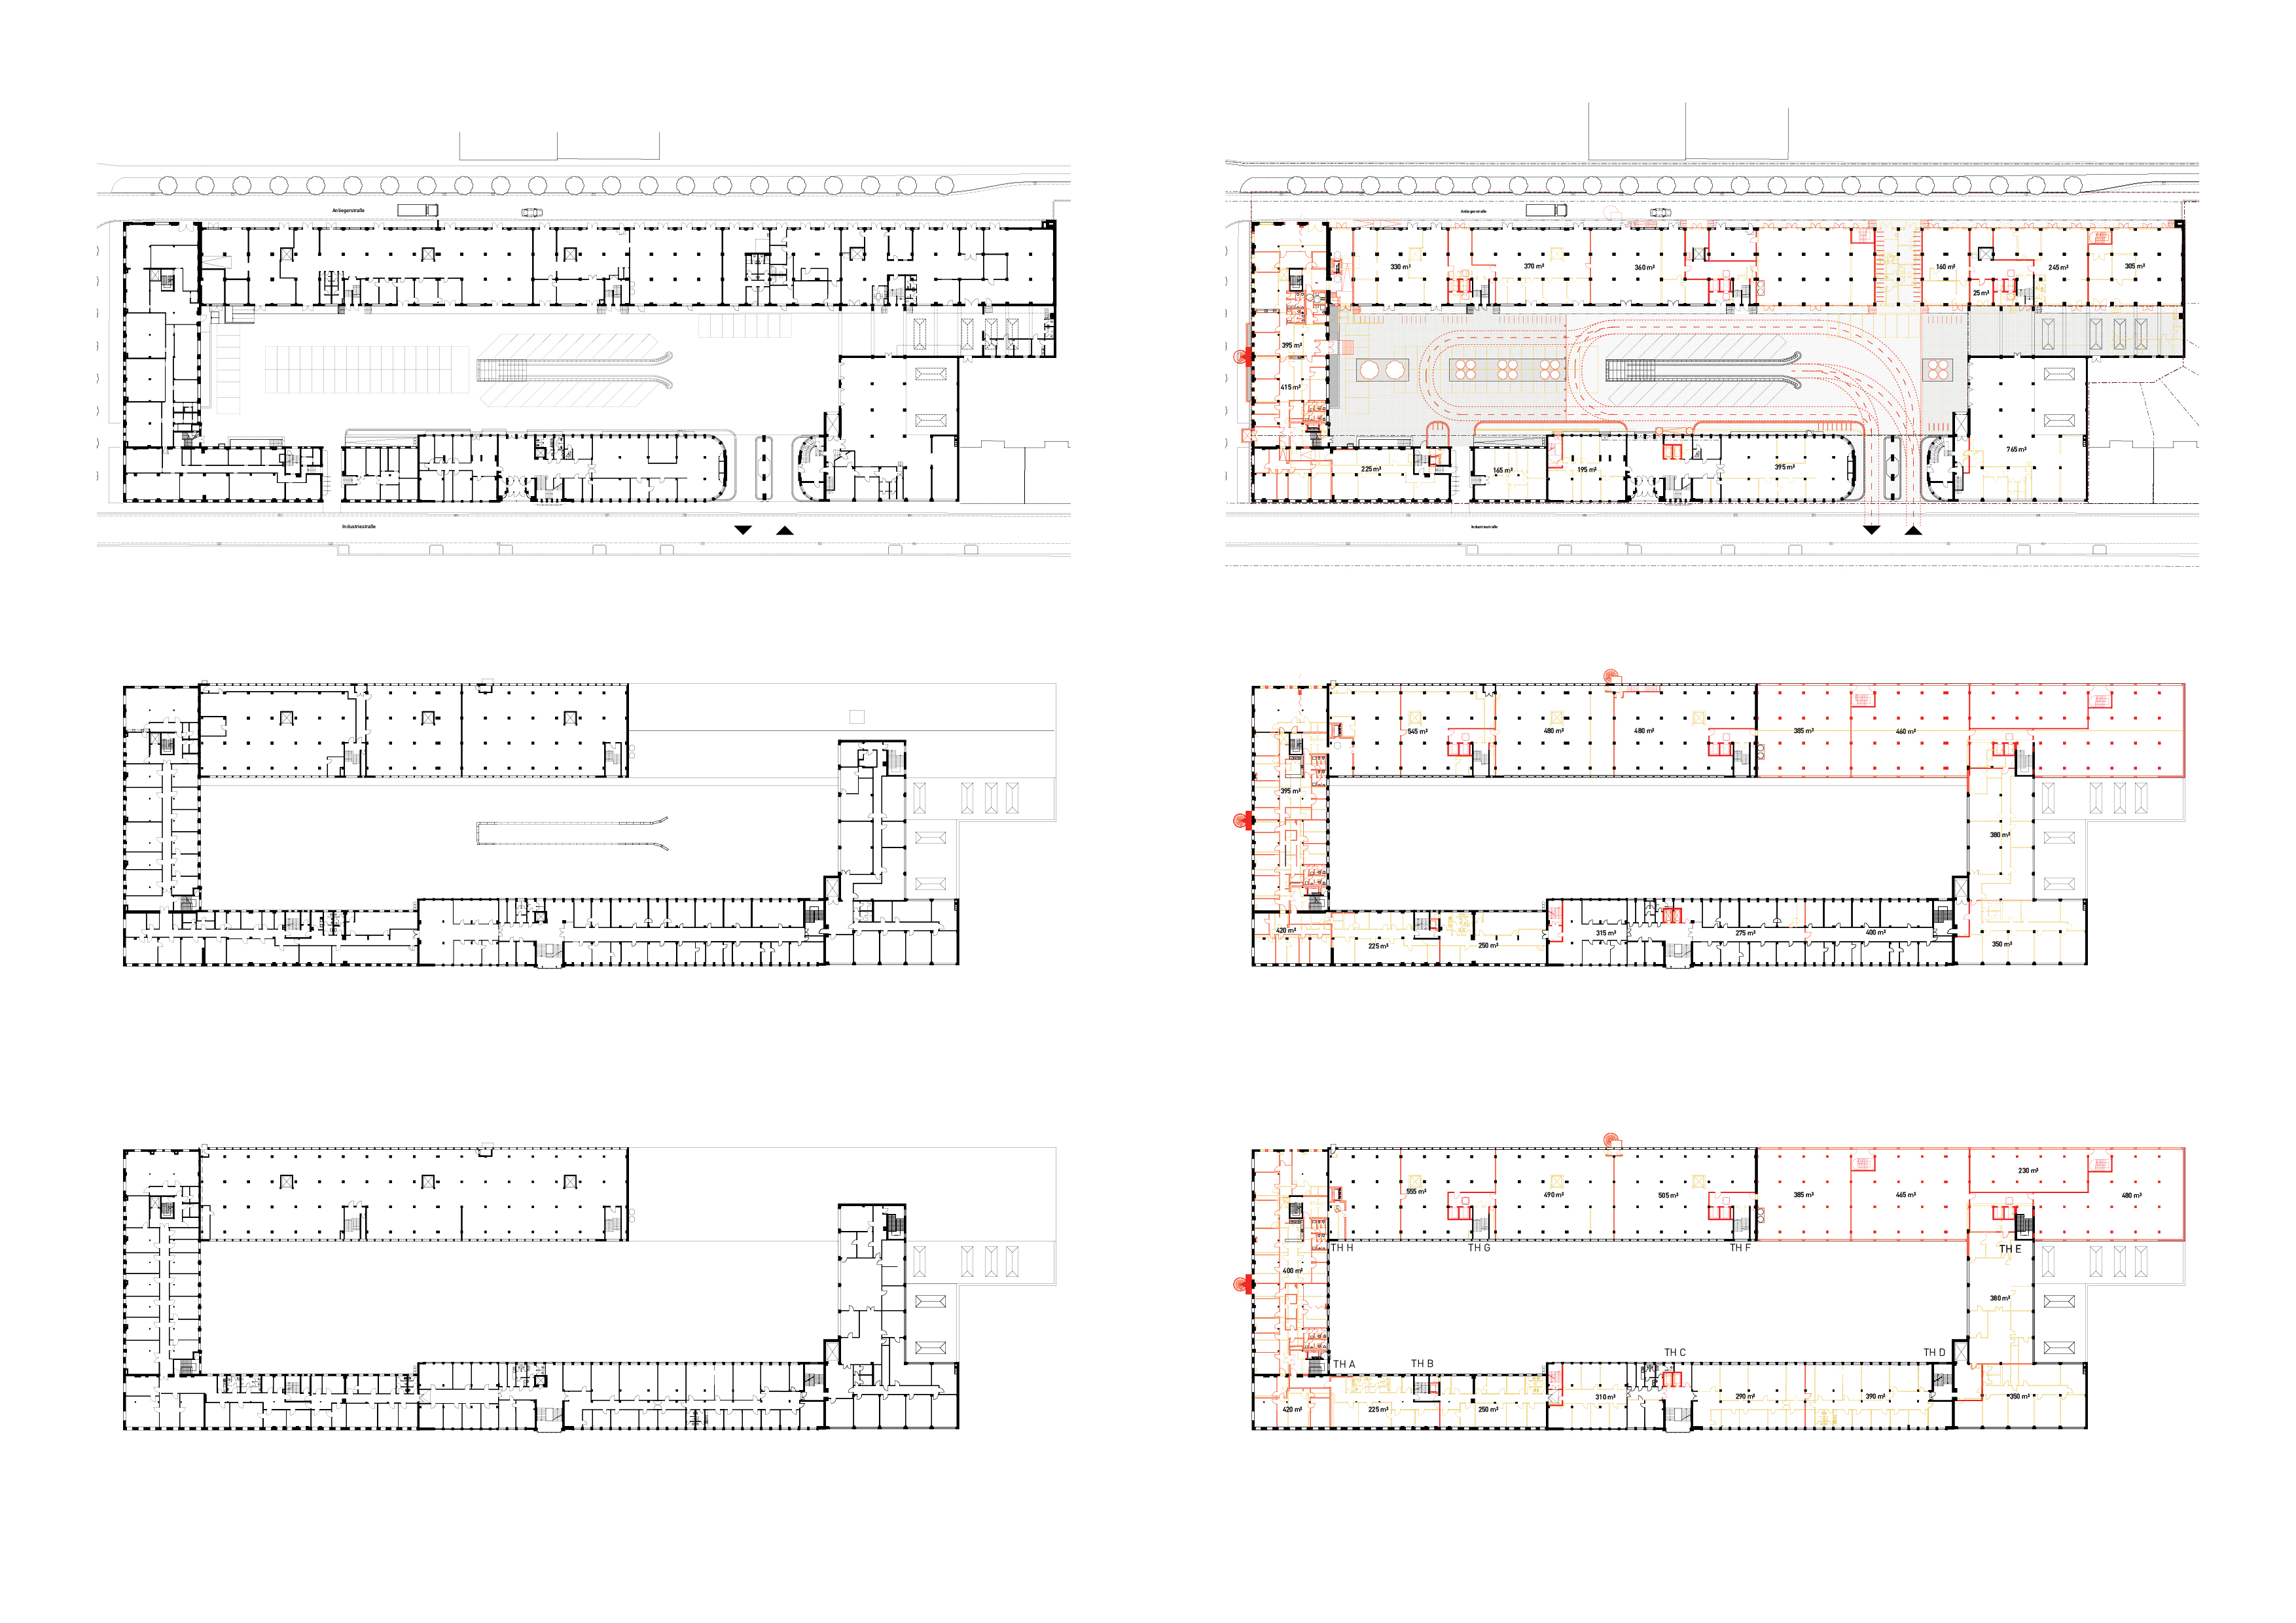 Anliegerstraße
Industriestraße
Anliegerstraße
330 m²
370 m²
360 m²
160 m²
245 m²
305 m²
25 m²
395 m²
415 m²
225 m²
165 m²
195 m²
395 m²
765 m²
Industriestraße
545 m²
480 m²
480 m²
385 m²
460 m²
395 m²
380 m²
420 m²
225 m²
250 m²
315 m²
275 m²
400 m²
350 m²
230 m²
555 m²
490 m²
505 m²
385 m²
465 m²
480 m²
TH H
TH G
TH F
TH E
400 m²
380 m²
TH A
TH B
TH C
TH D
420 m²
225 m²
250 m²
310 m²
290 m²
390 m²
350 m²